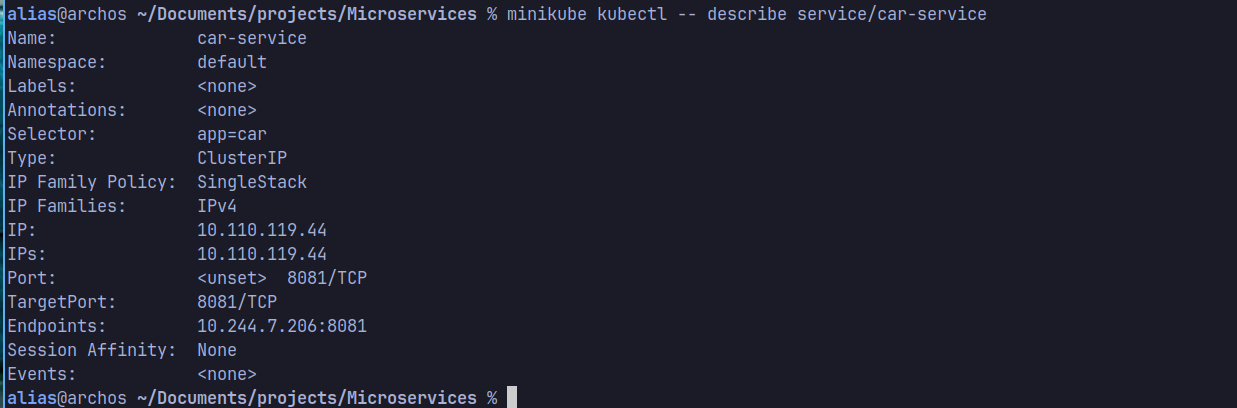 alias@archos ~/Documents/projects/Microservices % minikube kubectl -- describe service/car-service
Name:              car-service
Namespace:         default
Labels:            <none>
Annotations:       <none>
Selector:          app=car
Type:              ClusterIP
IP Family Policy:  SingleStack
IP Families:       IPv4
IP:                10.110.119.44
IPs:               10.110.119.44
Port:              <unset>  8081/TCP
TargetPort:        8081/TCP
Endpoints:         10.244.7.206:8081
Session Affinity:  None
Events:            <none>
alias@archos ~/Documents/projects/Microservices %